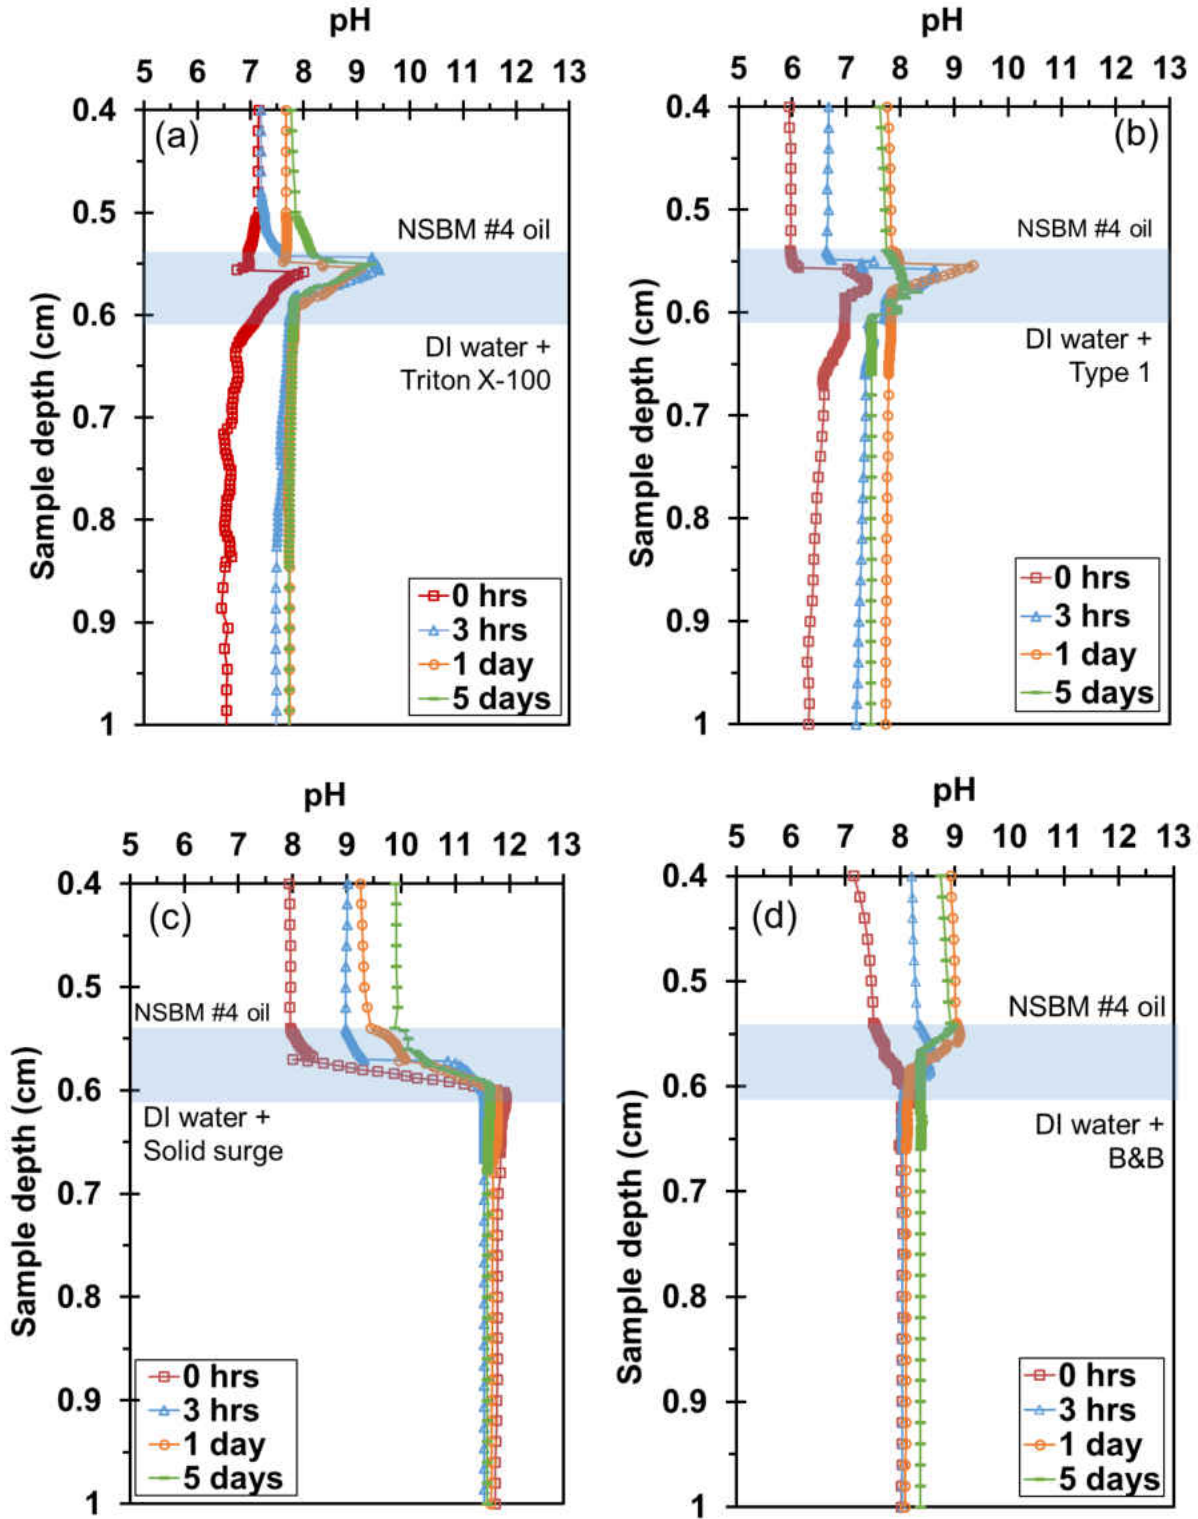 pH
5 6 7 8 9 10 11 12 13
0.4
0.5
0.6
0.7
0.8
0.9
1
Sample depth (cm)
(a)
NSBM #4 oil
DI water +
Triton X-100
0 hrs
3 hrs
1 day
5 days
pH
5 6 7 8 9 10 11 12 13
0.4
0.5
0.6
0.7
0.8
0.9
1
Sample depth (cm)
(b)
NSBM #4 oil
DI water +
Type 1
0 hrs
3 hrs
1 day
5 days
pH
5 6 7 8 9 10 11 12 13
0.4
0.5
0.6
0.7
0.8
0.9
1
Sample depth (cm)
(c)
NSBM #4 oil
DI water +
Solid surge
0 hrs
3 hrs
1 day
5 days
pH
5 6 7 8 9 10 11 12 13
0.4
0.5
0.6
0.7
0.8
0.9
1
Sample depth (cm)
(d)
NSBM #4 oil
DI water +
B&B
0 hrs
3 hrs
1 day
5 days